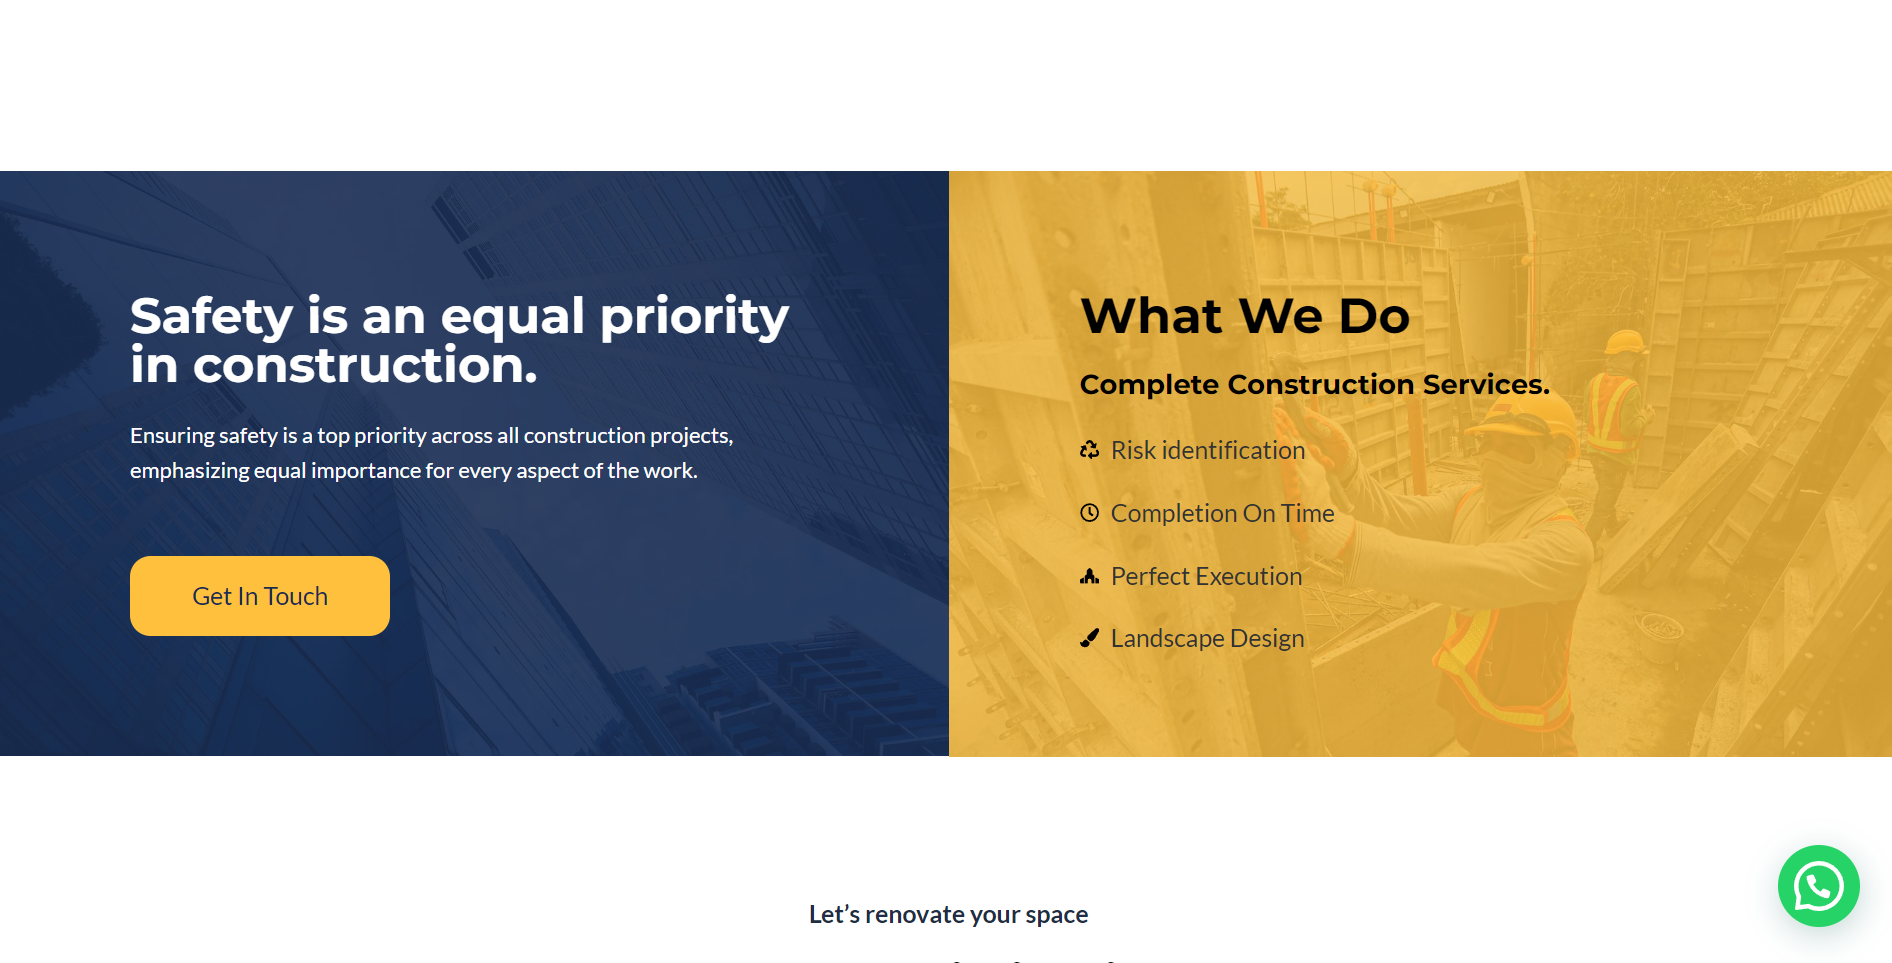 Safety is an equal priority
in construction.
Ensuring safety is a top priority across all construction projects,
emphasizing equal importance for every aspect of the work.
Get In Touch
What We Do
Complete Construction Services.
Risk identification
Completion On Time
Perfect Execution
Landscape Design
Let’s renovate your space